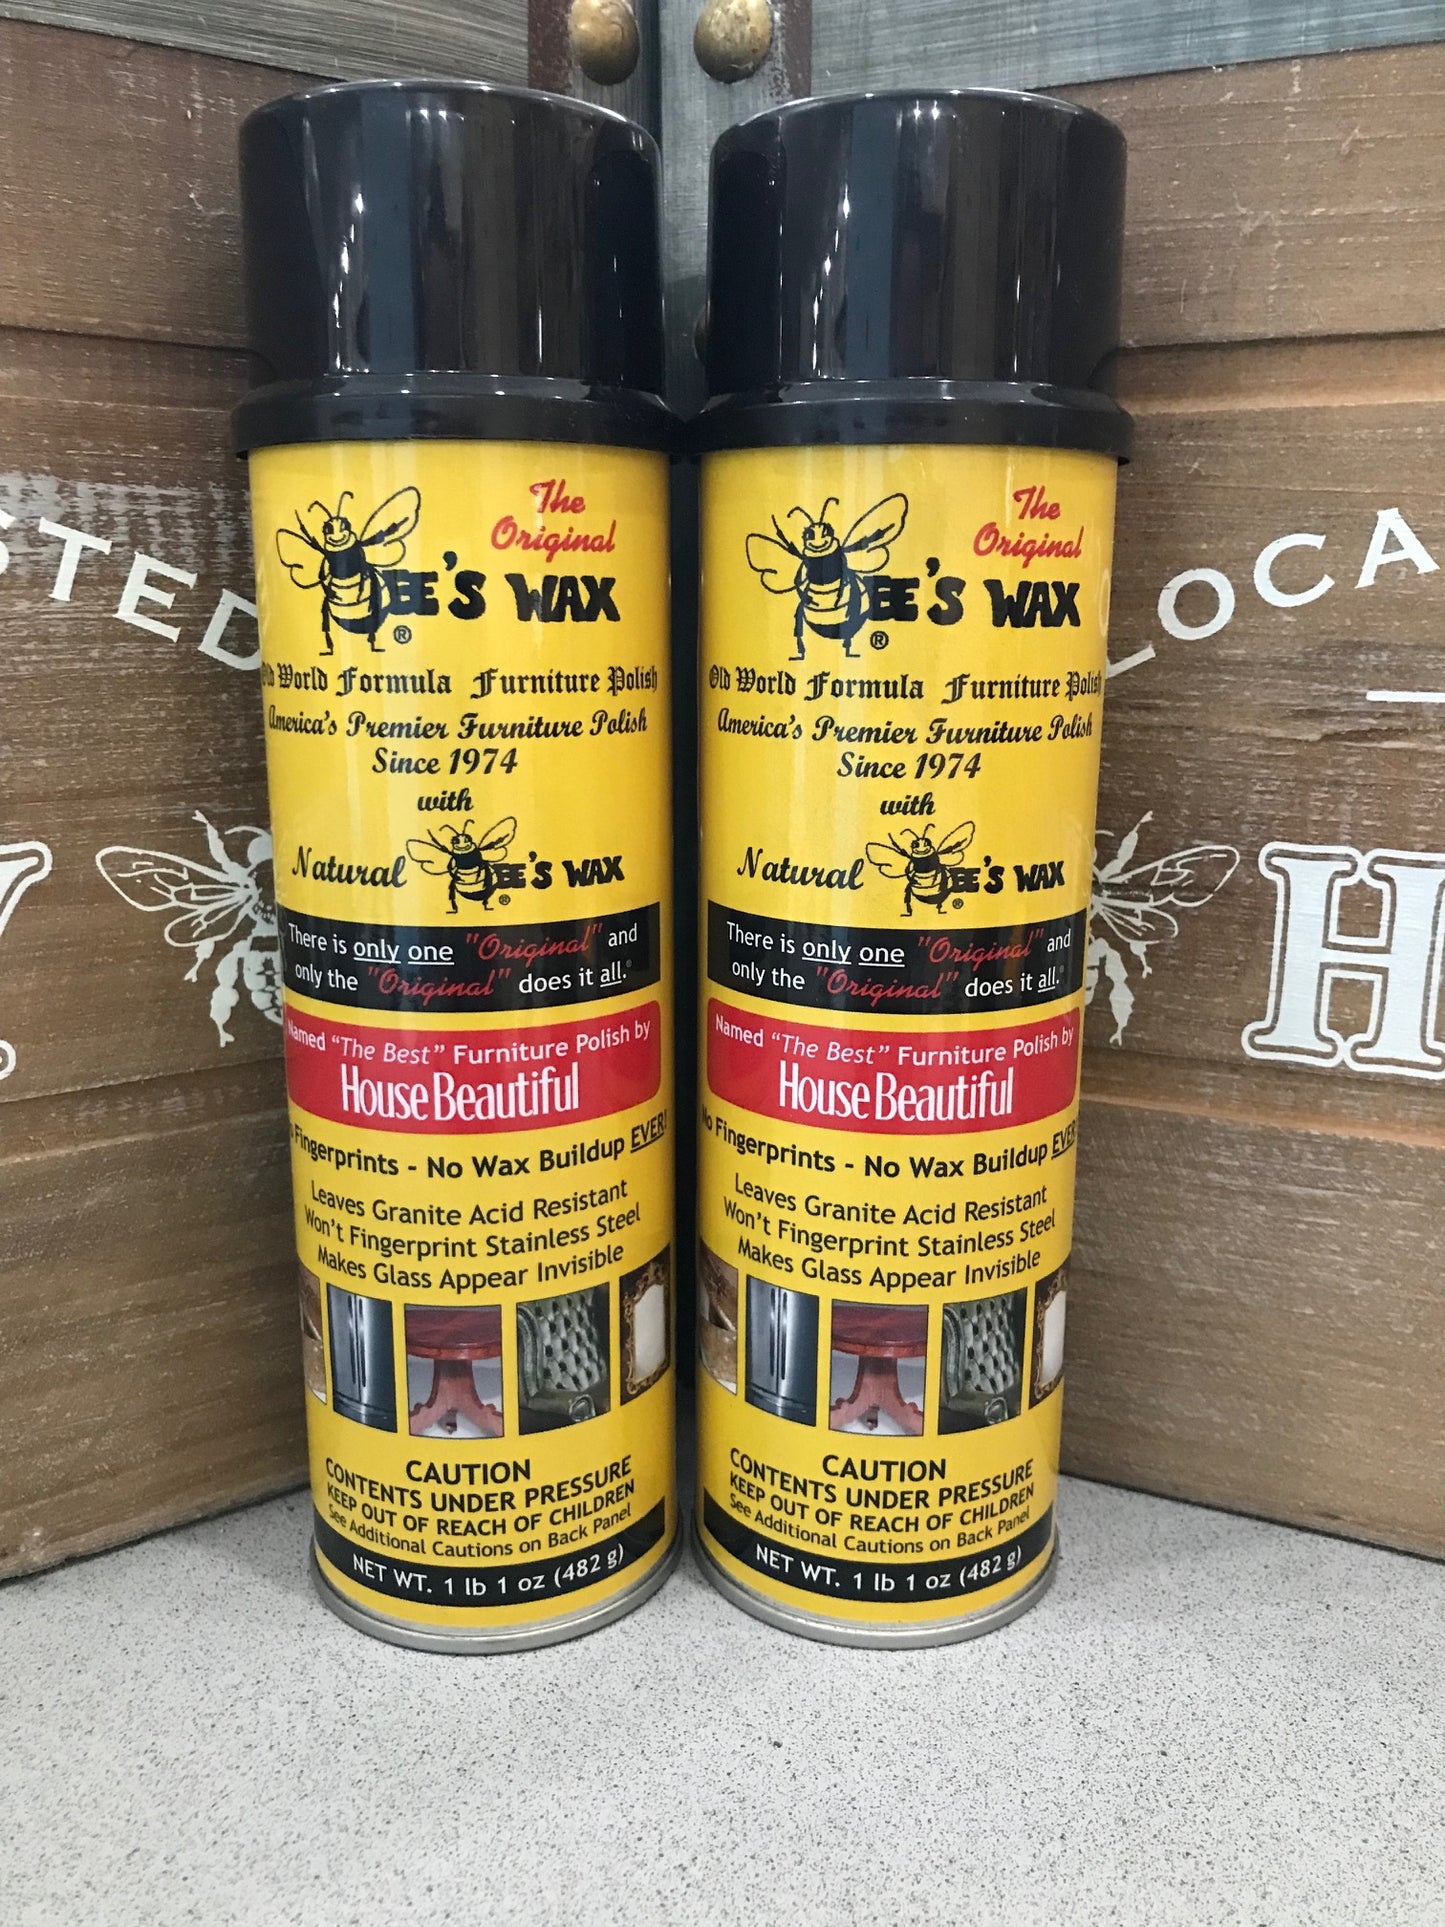 The
Original
BEE'S WAX
®
Old World Formula Furniture Polish
America's Premier Furniture Polish
Since 1974
with
Natural BEE'S WAX
®
There is only one "Original" and
only the "Original" does it all.®
Named "The Best" Furniture Polish by
House Beautiful
Fingerprints - No Wax Buildup EVER!
Leaves Granite Acid Resistant
Won't Fingerprint Stainless Steel
Makes Glass Appear Invisible
CAUTION
CONTENTS UNDER PRESSURE
KEEP OUT OF REACH OF CHILDREN
See Additional Cautions on Back Panel
NET WT. 1 lb 1 oz (482 g)
The
Original
BEE'S WAX
®
Old World Formula Furniture Polish
America's Premier Furniture Polish
Since 1974
with
Natural BEE'S WAX
®
There is only one "Original" and
only the "Original" does it all.®
Named "The Best" Furniture Polish by
House Beautiful
No Fingerprints - No Wax Buildup EVER
Leaves Granite Acid Resistant
Won't Fingerprint Stainless Steel
Makes Glass Appear Invisible
CAUTION
CONTENTS UNDER PRESSURE
KEEP OUT OF REACH OF CHILDREN
See Additional Cautions on Back Panel
NET WT. 1 lb 1 oz (482 g)
STED
LOCA
H